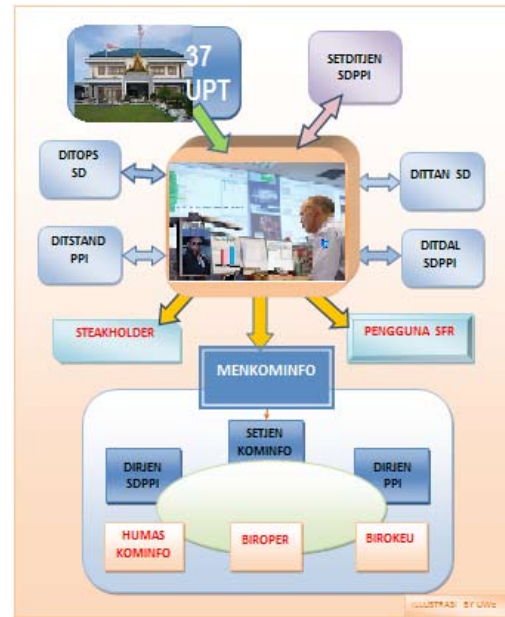 37
UPT
SETDITJEN
SDPPI
DITOPS
SD
DITTAN SD
DITSTAND
PPI
DITDAL
SDPPI
STEAKHOLDER
PENGGUNA SFR
MENKOMINFO
SETJEN
KOMINFO
DIRJEN
SDPPI
DIRJEN
PPI
HUMAS
KOMINFO
BIROPER
BIROKEU
ILLUSTRASI BY UWE